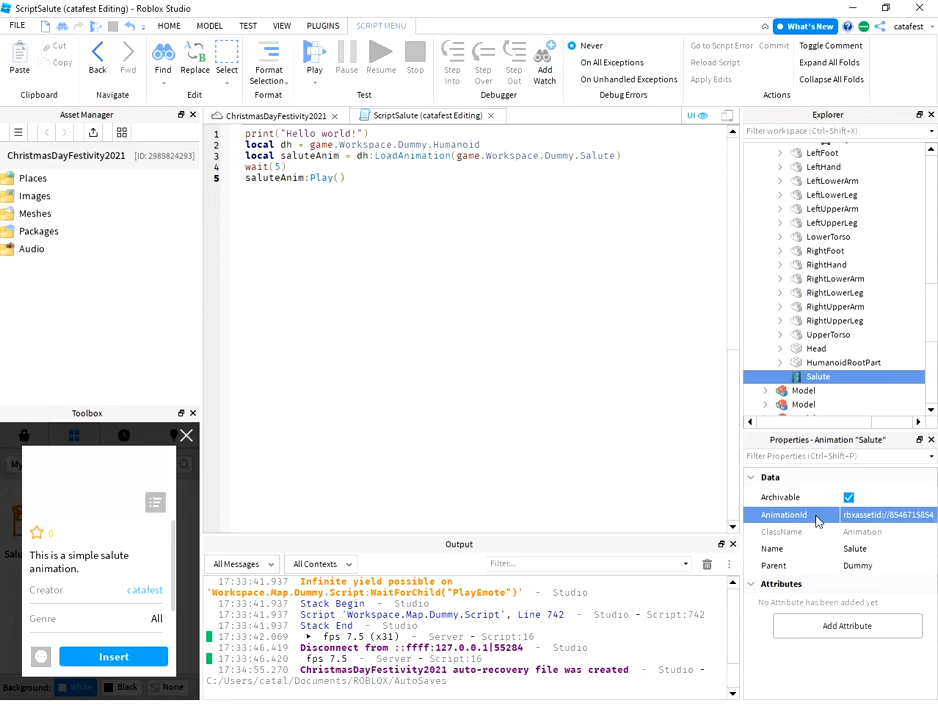 ScriptSalute (catafest Editing) - Roblox Studio
FILE HOME MODEL TEST VIEW PLUGINS SCRIPT MENU What's New catafest
Paste Cut Copy Clipboard
Back Fwd Navigate
Find Replace Select Edit
Format Selection Format
Play Pause Resume Stop Test
Step Into Step Over Step Out Add Watch Debugger
Never
On All Exceptions
On Unhandled Exceptions
Debug Errors
Go to Script Error Commit Toggle Comment
Reload Script Expand All Folds
Apply Edits Collapse All Folds
Actions
Asset Manager
ChristmasDayFestivity2021 [ID: 2989824293]
Places
Images
Meshes
Packages
Audio
Toolbox
My
Salu
0
This is a simple salute
animation.
Creator catafest
Genre All
Insert
Background: White Black None
ChristmasDayFestivity2021 ScriptSalute (catafest Editing) UI
1 print("Hello world!")
2 local dh = game.Workspace.Dummy.Humanoid
3 local saluteAnim = dh:LoadAnimation(game.Workspace.Dummy.Salute)
4 wait(5)
5 saluteAnim:Play()
Output
All Messages All Contexts Filter...
17:33:41.937 Infinite yield possible on
'Workspace.Map.Dummy.Script:WaitForChild("PlayEmote")' - Studio
17:33:41.937 Stack Begin - Studio
17:33:41.937 Script 'Workspace.Map.Dummy.Script', Line 742 - Studio - Script:742
17:33:41.937 Stack End - Studio
17:33:42.069 fps 7.5 (x31) - Server - Script:16
17:33:46.419 Disconnect from ::ffff:127.0.0.1|55284 - Studio
17:33:46.420 fps 7.5 - Server - Script:16
17:34:55.270 ChristmasDayFestivity2021 auto-recovery file was created - Studio -
C:/Users/catal/Documents/ROBLOX/AutoSaves
Explorer
Filter workspace (Ctrl+Shift+X)
LeftFoot
LeftHand
LeftLowerArm
LeftLowerLeg
LeftUpperArm
LeftUpperLeg
LowerTorso
RightFoot
RightHand
RightLowerArm
RightLowerLeg
RightUpperArm
RightUpperLeg
UpperTorso
Head
HumanoidRootPart
Salute
Model
Model
Properties - Animation "Salute"
Filter Properties (Ctrl+Shift+P)
Data
Archivable
AnimationId rbxassetid://8546715854
ClassName Animation
Name Salute
Parent Dummy
Attributes
No Attribute has been added yet
Add Attribute